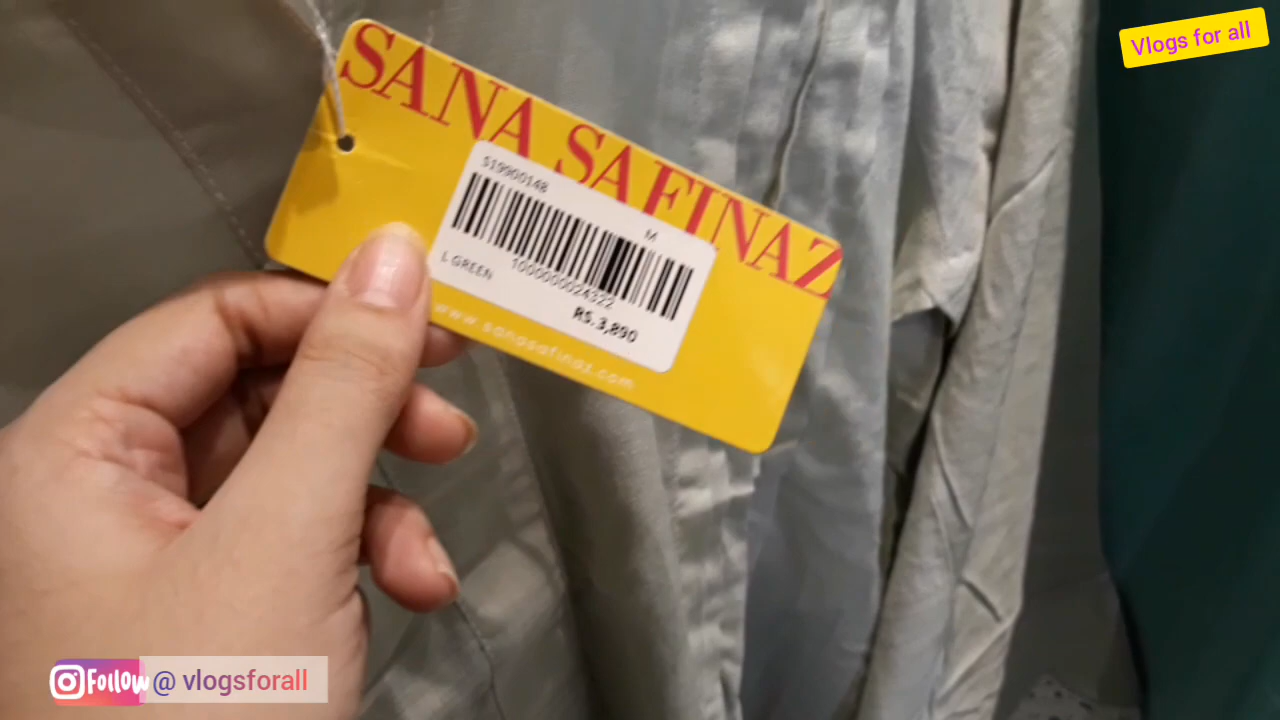 Vlogs for all
SANA SAFINAZ
S19900148
M
L GREEN
1000000024322
RS.3,890
www.sanasafinaz.com
Follow @ vlogsforall